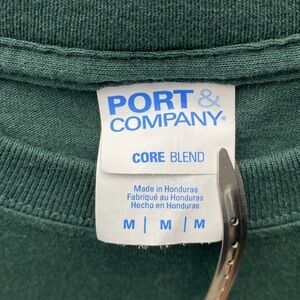 PORT &
COMPANY®
CORE BLEND
Made in Honduras
Fabriqué au Honduras
Hecho en Honduras
M | M | M